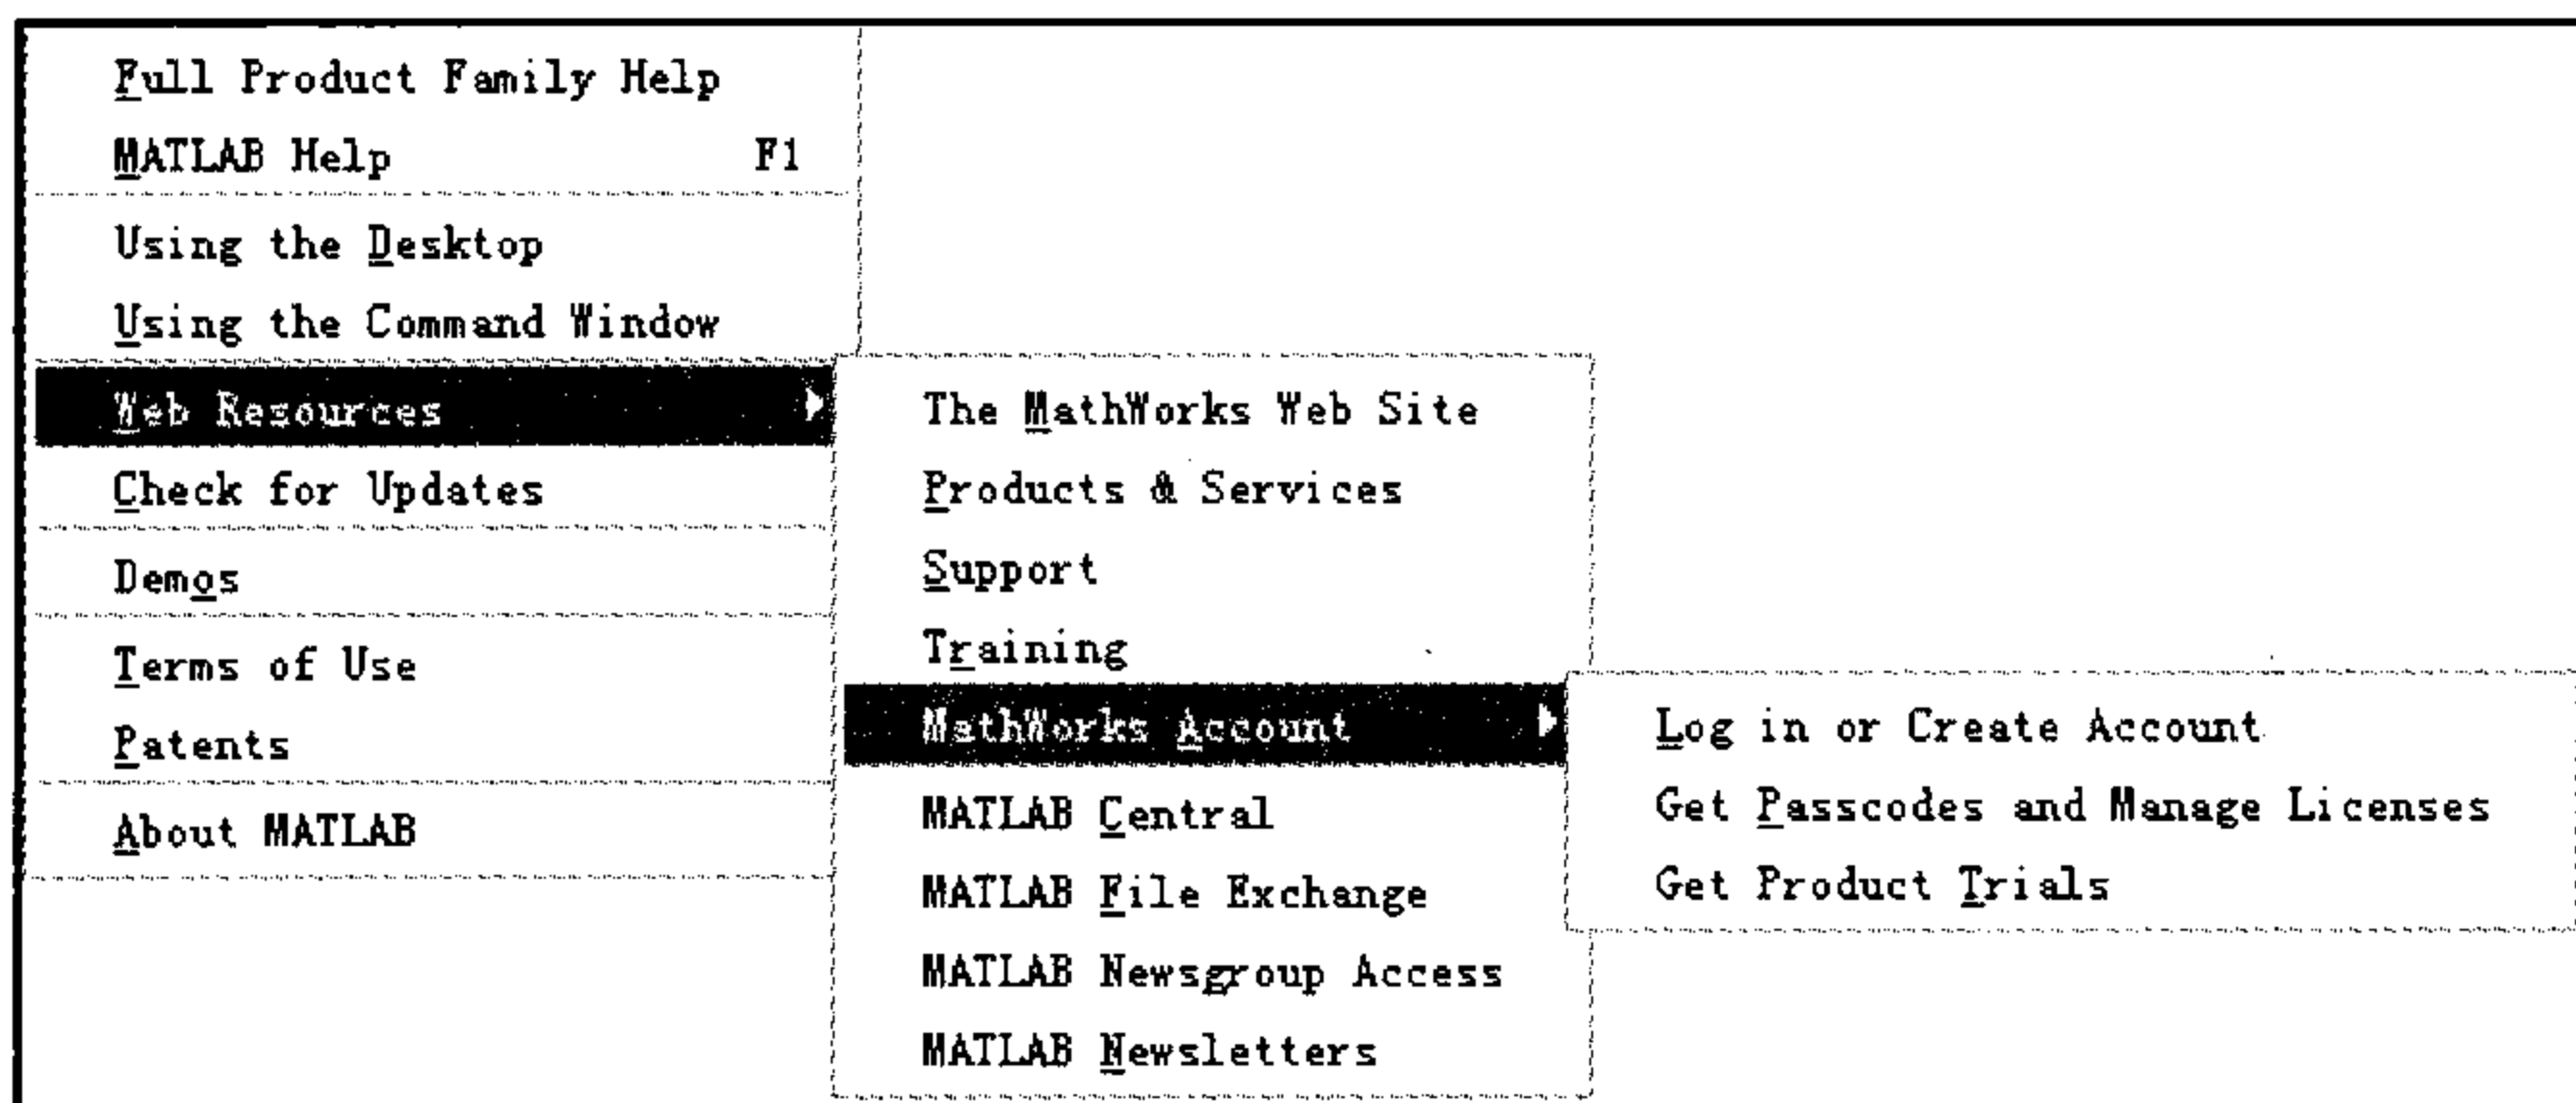 Full Product Family Help
MATLAB Help F1
Using the Desktop
Using the Command Window
Web Resources
Check for Updates
Demos
Terms of Use
Patents
About MATLAB
The MathWorks Web Site
Products & Services
Support
Training
MathWorks Account
MATLAB Central
MATLAB File Exchange
MATLAB Newsgroup Access
MATLAB Newsletters
Log in or Create Account
Get Passcodes and Manage Licenses
Get Product Trials